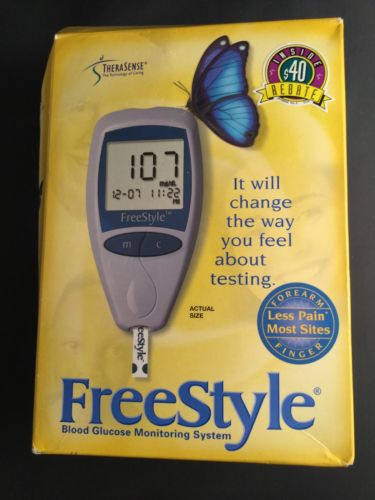 THERASENSE®
The Technology of Caring
INSIDE
$40
REBATE
107
mg/dL
12-07 11:22
FreeStyle™
m c
It will
change
the way
you feel
about
testing.
ACTUAL
SIZE
FreeStyle®
FOREARM
Less Pain*
Most Sites
FINGER
FreeStyle®
Blood Glucose Monitoring System